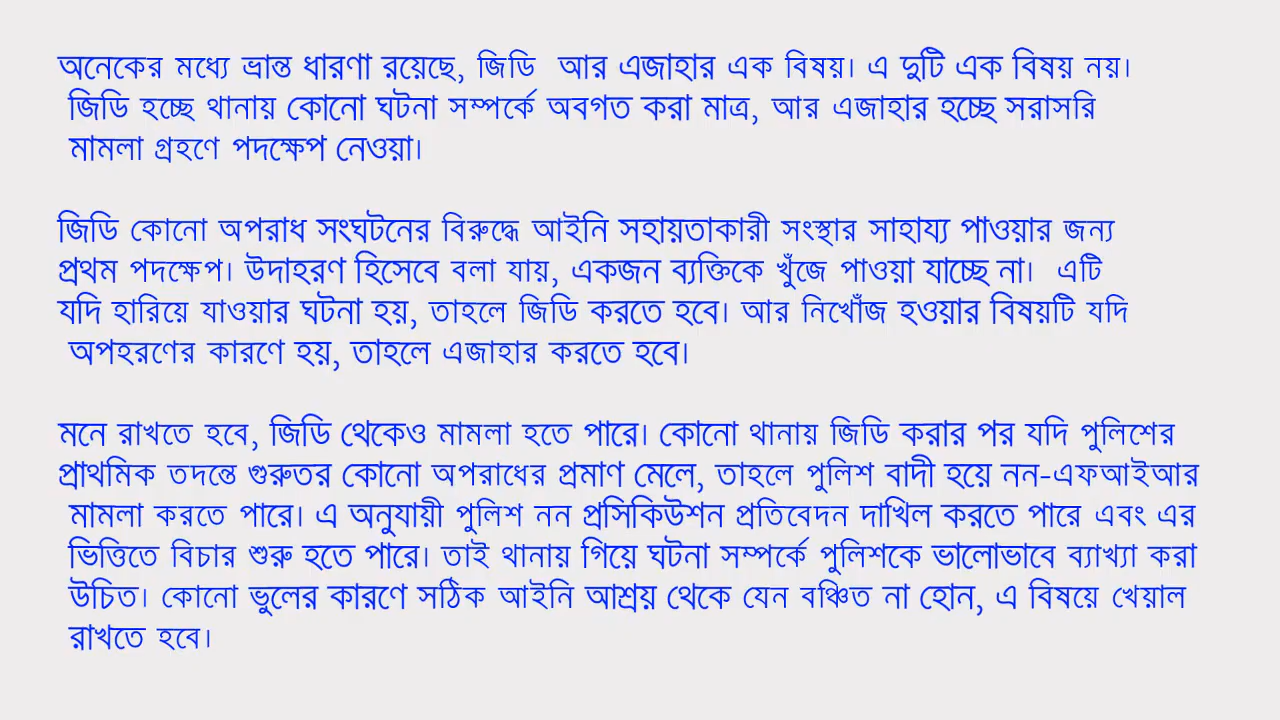 অনেকের মধ্যে ভ্রান্ত ধারণা রয়েছে, জিডি আর এজাহার এক বিষয়। এ দুটি এক বিষয় নয়।
জিডি হচ্ছে থানায় কোনো ঘটনা সম্পর্কে অবগত করা মাত্র, আর এজাহার হচ্ছে সরাসরি
মামলা গ্রহণে পদক্ষেপ নেওয়া।
জিডি কোনো অপরাধ সংঘটনের বিরুদ্ধে আইনি সহায়তাকারী সংস্থার সাহায্য পাওয়ার জন্য
প্রথম পদক্ষেপ। উদাহরণ হিসেবে বলা যায়, একজন ব্যক্তিকে খুঁজে পাওয়া যাচ্ছে না। এটি
যদি হারিয়ে যাওয়ার ঘটনা হয়, তাহলে জিডি করতে হবে। আর নিখোঁজ হওয়ার বিষয়টি যদি
অপহরণের কারণে হয়, তাহলে এজাহার করতে হবে।
মনে রাখতে হবে, জিডি থেকেও মামলা হতে পারে। কোনো থানায় জিডি করার পর যদি পুলিশের
প্রাথমিক তদন্তে গুরুতর কোনো অপরাধের প্রমাণ মেলে, তাহলে পুলিশ বাদী হয়ে নন-এফআইআর
মামলা করতে পারে। এ অনুযায়ী পুলিশ নন প্রসিকিউশন প্রতিবেদন দাখিল করতে পারে এবং এর
ভিত্তিতে বিচার শুরু হতে পারে। তাই থানায় গিয়ে ঘটনা সম্পর্কে পুলিশকে ভালোভাবে ব্যাখ্যা করা
উচিত। কোনো ভুলের কারণে সঠিক আইনি আশ্রয় থেকে যেন বঞ্চিত না হোন, এ বিষয়ে খেয়াল
রাখতে হবে।